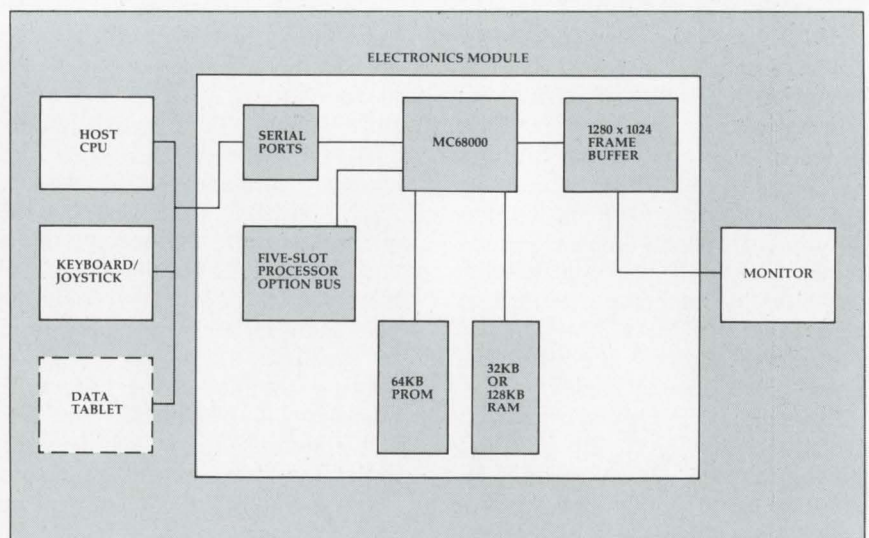 ELECTRONICS MODULE
HOST
CPU
SERIAL
PORTS
MC68000
1280 x 1024
FRAME
BUFFER
KEYBOARD/
JOYSTICK
FIVE-SLOT
PROCESSOR
OPTION BUS
MONITOR
DATA
TABLET
64KB
PROM
32KB
OR
128KB
RAM